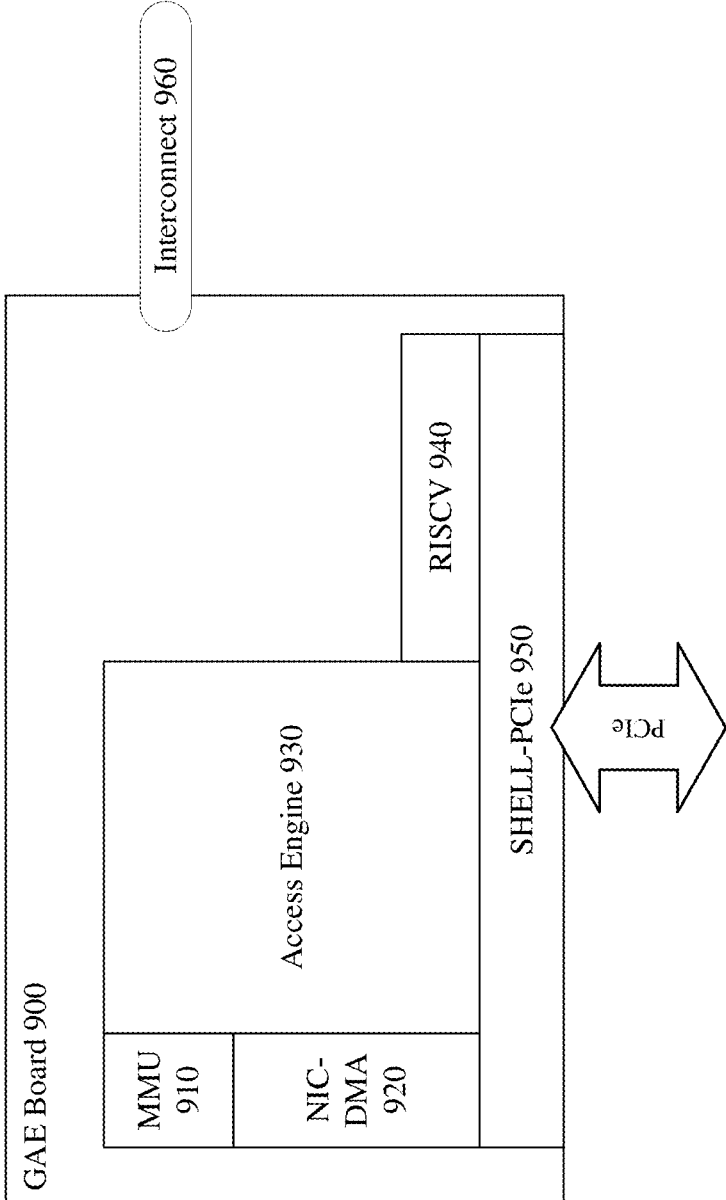 GAE Board 900
MMU
910
NIC-
DMA
920
Access Engine 930
RISCV 940
SHELL-PCIe 950
Interconnect 960
PCIe